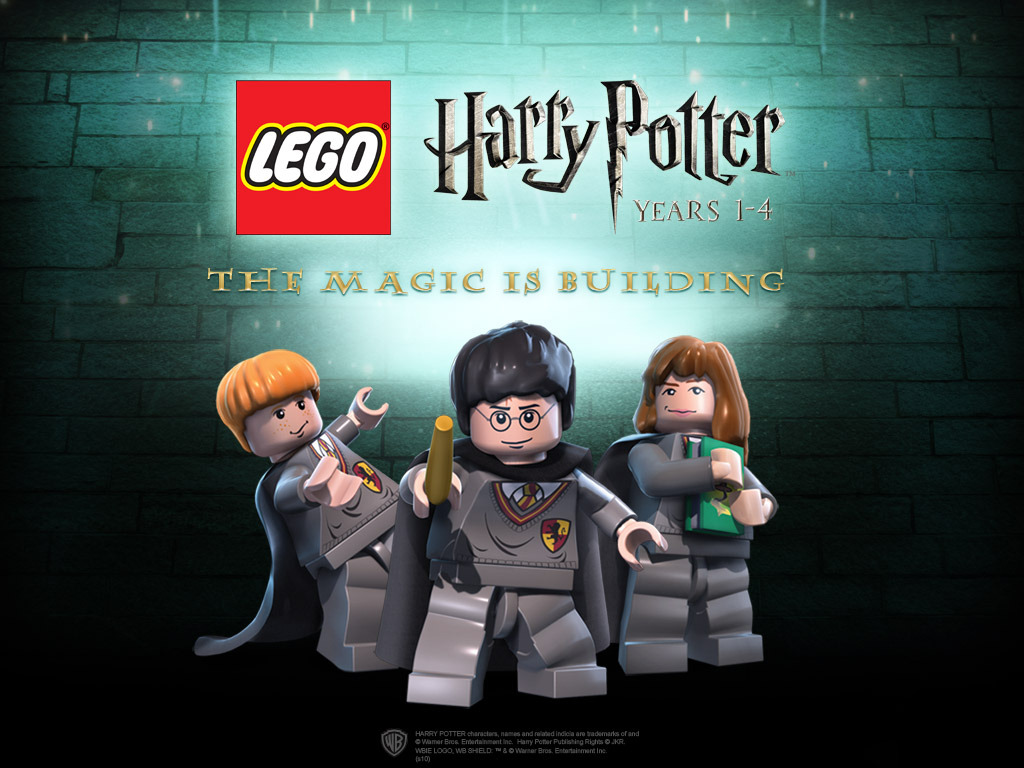 LEGO®
Harry Potter™
YEARS 1-4
THE MAGIC IS BUILDING
WB
HARRY POTTER characters, names and related indicia are trademarks of and
© Warner Bros. Entertainment Inc. Harry Potter Publishing Rights © JKR.
WBIE LOGO, WB SHIELD: ™ & © Warner Bros. Entertainment Inc.
(s10)